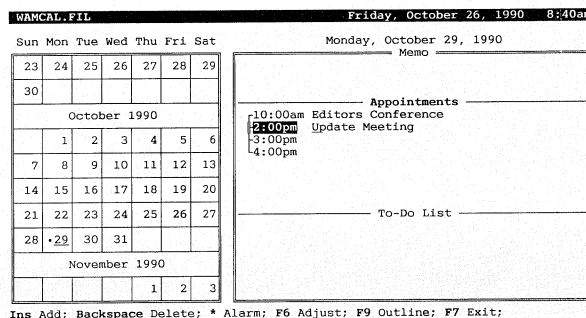 WAMCAL.FIL Friday, October 26, 1990 8:40am
Sun Mon Tue Wed Thu Fri Sat
23 24 25 26 27 28 29
30
October 1990
1 2 3 4 5 6
7 8 9 10 11 12 13
14 15 16 17 18 19 20
21 22 23 24 25 26 27
28 •29 30 31
November 1990
1 2 3
Monday, October 29, 1990
Memo
Appointments
10:00am Editors Conference
2:00pm Update Meeting
3:00pm
4:00pm
To-Do List
Ins Add; Backspace Delete; * Alarm; F6 Adjust; F9 Outline; F7 Exit;